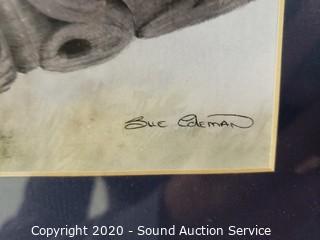 Sue Coleman
Copyright 2020 - Sound Auction Service